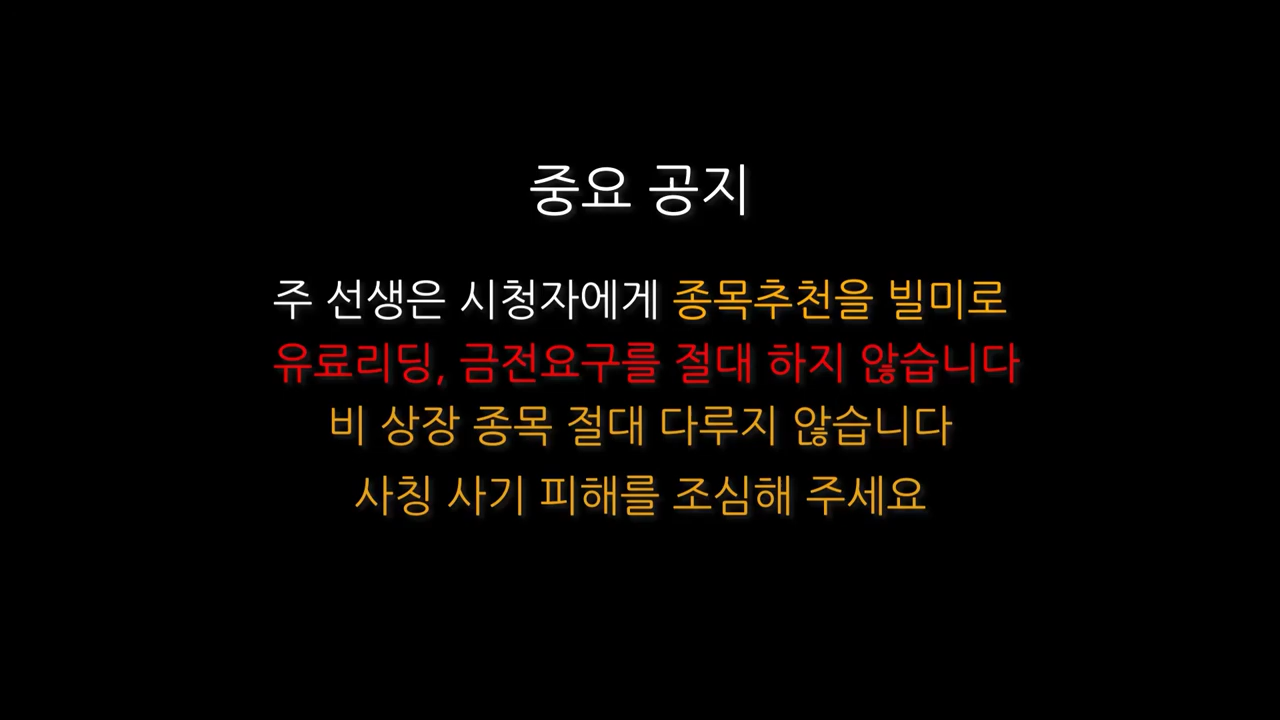 중요 공지
주 선생은 시청자에게 종목추천을 빌미로
유료리딩, 금전요구를 절대 하지 않습니다
비 상장 종목 절대 다루지 않습니다
사칭 사기 피해를 조심해 주세요